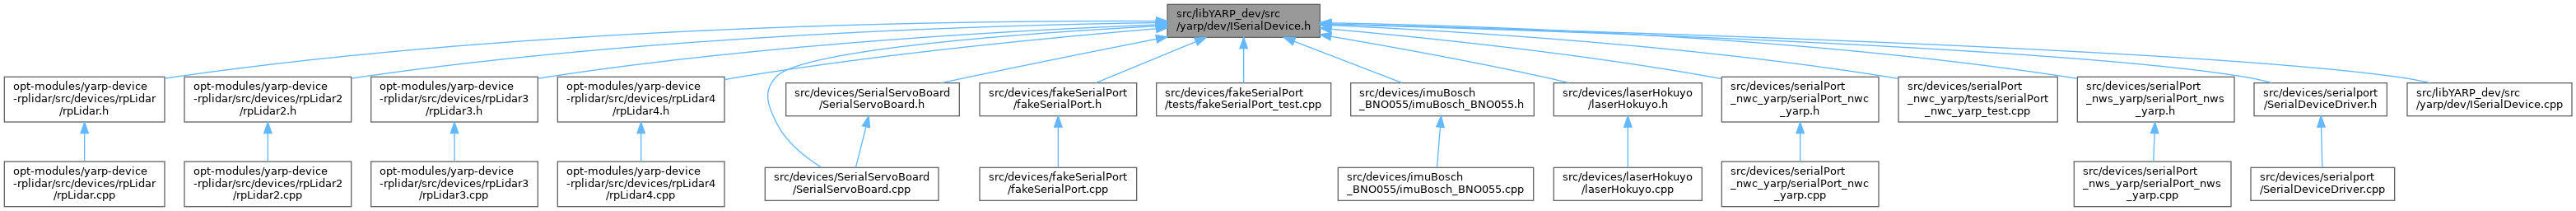 src/libYARP_dev/src
/yarp/dev/ISerialDevice.h
opt-modules/yarp-device
-rplidar/src/devices/rpLidar
/rpLidar.h
opt-modules/yarp-device
-rplidar/src/devices/rpLidar2
/rpLidar2.h
opt-modules/yarp-device
-rplidar/src/devices/rpLidar3
/rpLidar3.h
opt-modules/yarp-device
-rplidar/src/devices/rpLidar4
/rpLidar4.h
src/devices/SerialServoBoard
/SerialServoBoard.h
src/devices/fakeSerialPort
/fakeSerialPort.h
src/devices/fakeSerialPort
/tests/fakeSerialPort_test.cpp
src/devices/imuBosch
_BNO055/imuBosch_BNO055.h
src/devices/laserHokuyo
/laserHokuyo.h
src/devices/serialPort
_nwc_yarp/serialPort_nwc
_yarp.h
src/devices/serialPort
_nwc_yarp/tests/serialPort
_nwc_yarp_test.cpp
src/devices/serialPort
_nws_yarp/serialPort_nws
_yarp.h
src/devices/serialport
/SerialDeviceDriver.h
src/libYARP_dev/src
/yarp/dev/ISerialDevice.cpp
opt-modules/yarp-device
-rplidar/src/devices/rpLidar
/rpLidar.cpp
opt-modules/yarp-device
-rplidar/src/devices/rpLidar2
/rpLidar2.cpp
opt-modules/yarp-device
-rplidar/src/devices/rpLidar3
/rpLidar3.cpp
opt-modules/yarp-device
-rplidar/src/devices/rpLidar4
/rpLidar4.cpp
src/devices/SerialServoBoard
/SerialServoBoard.cpp
src/devices/fakeSerialPort
/fakeSerialPort.cpp
src/devices/imuBosch
_BNO055/imuBosch_BNO055.cpp
src/devices/laserHokuyo
/laserHokuyo.cpp
src/devices/serialPort
_nwc_yarp/serialPort_nwc
_yarp.cpp
src/devices/serialPort
_nws_yarp/serialPort_nws
_yarp.cpp
src/devices/serialport
/SerialDeviceDriver.cpp